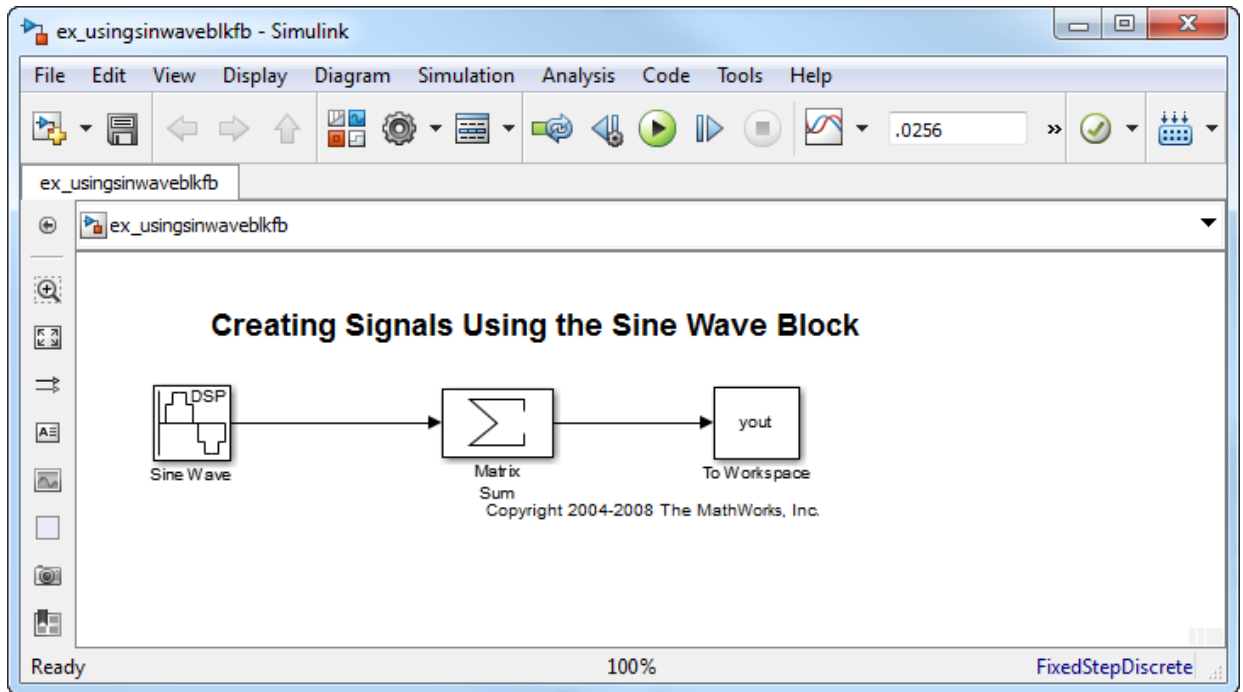 ex_usingsinwaveblkfb - Simulink
File Edit View Display Diagram Simulation Analysis Code Tools Help
.0256 »
ex_usingsinwaveblkfb
ex_usingsinwaveblkfb
Creating Signals Using the Sine Wave Block
DSP
yout
Sine Wave
Matrix
Sum
To Workspace
Copyright 2004-2008 The MathWorks, Inc.
Ready 100% FixedStepDiscrete